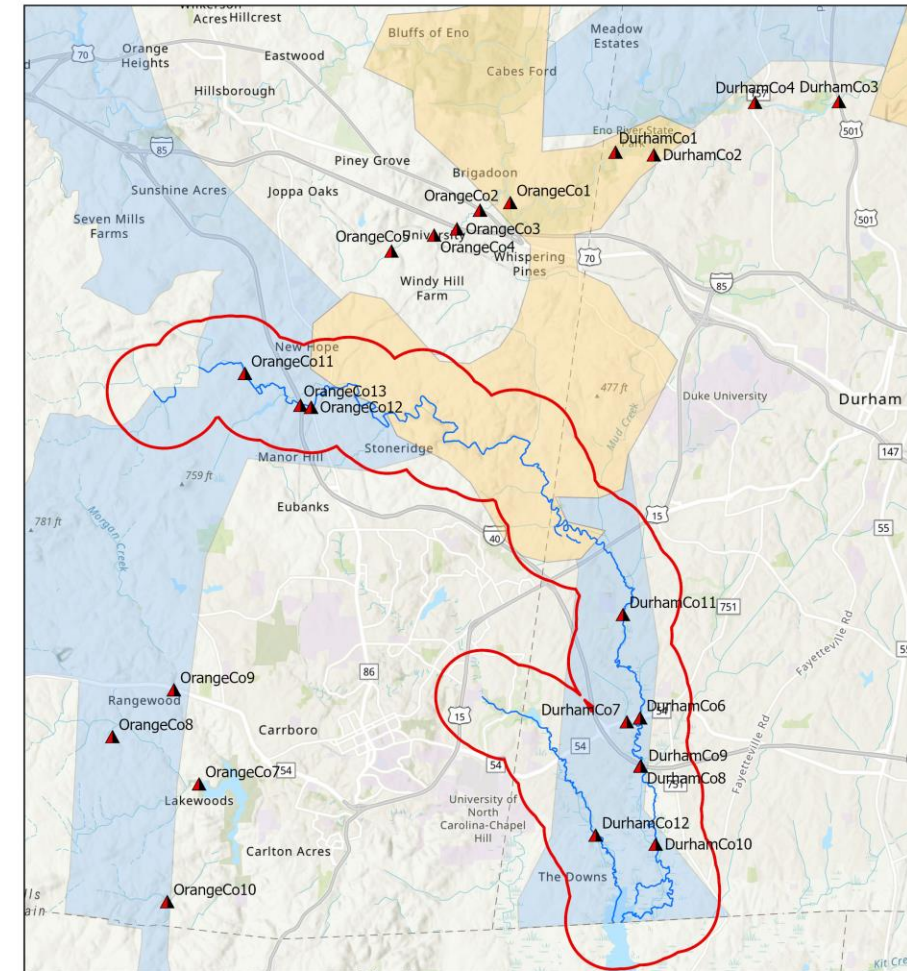 Acres
Hillcrest
Bluffs of Eno
Meadow
Estates
Orange
Heights
Eastwood
70
Cabes Ford
Hillsborough
DurhamCo4
DurhamCo3
85
Piney Grove
Eno River State
DurhamCo1
DurhamCo2
501
Brigadoon
Sunshine Acres
Joppa Oaks
OrangeCo2
OrangeCo1
Seven Mills
Farms
501
OrangeCo5
University
OrangeCo3
OrangeCo4
Whispering
Pines
70
Windy Hill
Farm
85
New Hope
OrangeCo11
477 ft
Mud Creek
Duke University
Durham
OrangeCo13
OrangeCo12
Stoneridge
Manor Hill
147
759 ft
Eubanks
15
55
781 ft
Morgan Creek
40
DurhamCo11
751
Fayetteville Rd
55
OrangeCo9
86
Rangewood
OrangeCo8
15
DurhamCo7
DurhamCo6
54
Carrboro
54
DurhamCo9
DurhamCo8
OrangeCo7
54
54
751
Fayetteville Rd
Lakewoods
University of
North
Carolina-Chapel
Hill
DurhamCo12
DurhamCo10
Carlton Acres
The Downs
OrangeCo10